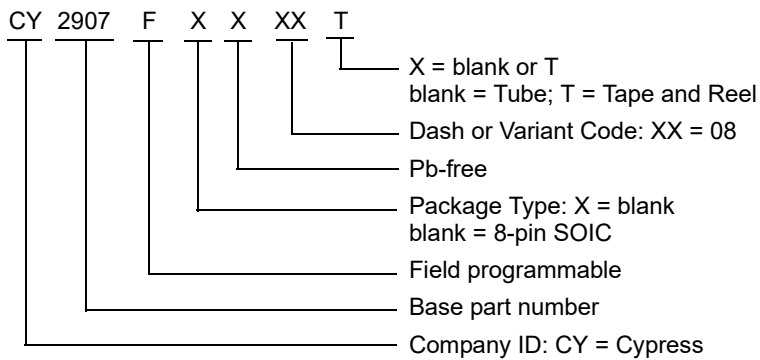 CY 2907 F X X XX T
X = blank or T
blank = Tube; T = Tape and Reel
Dash or Variant Code: XX = 08
Pb-free
Package Type: X = blank
blank = 8-pin SOIC
Field programmable
Base part number
Company ID: CY = Cypress